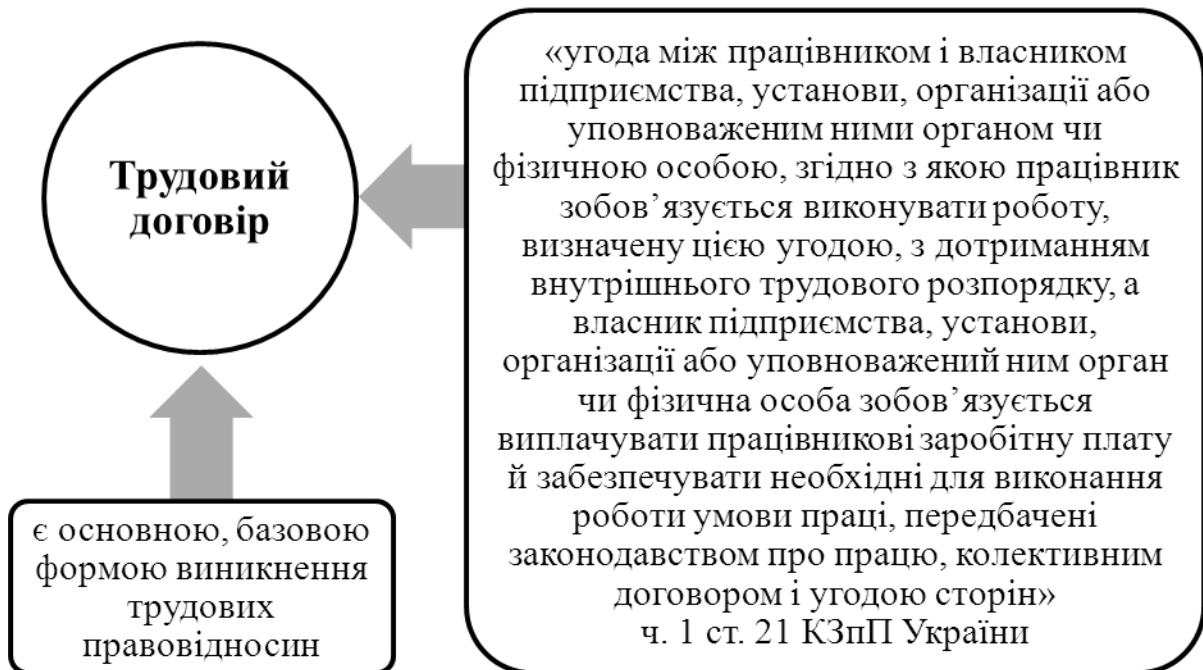 Трудовий
договір
«угода між працівником і власником
підприємства, установи, організації або
уповноваженим ними органом чи
фізичною особою, згідно з якою працівник
зобов’язується виконувати роботу,
визначену цією угодою, з дотриманням
внутрішнього трудового розпорядку, а
власник підприємства, установи,
організації або уповноважений ним орган
чи фізична особа зобов’язується
виплачувати працівникові заробітну плату
й забезпечувати необхідні для виконання
роботи умови праці, передбачені
законодавством про працю, колективним
договором і угодою сторін»
ч. 1 ст. 21 КЗпП України
є основною, базовою
формою виникнення
трудових
правовідносин